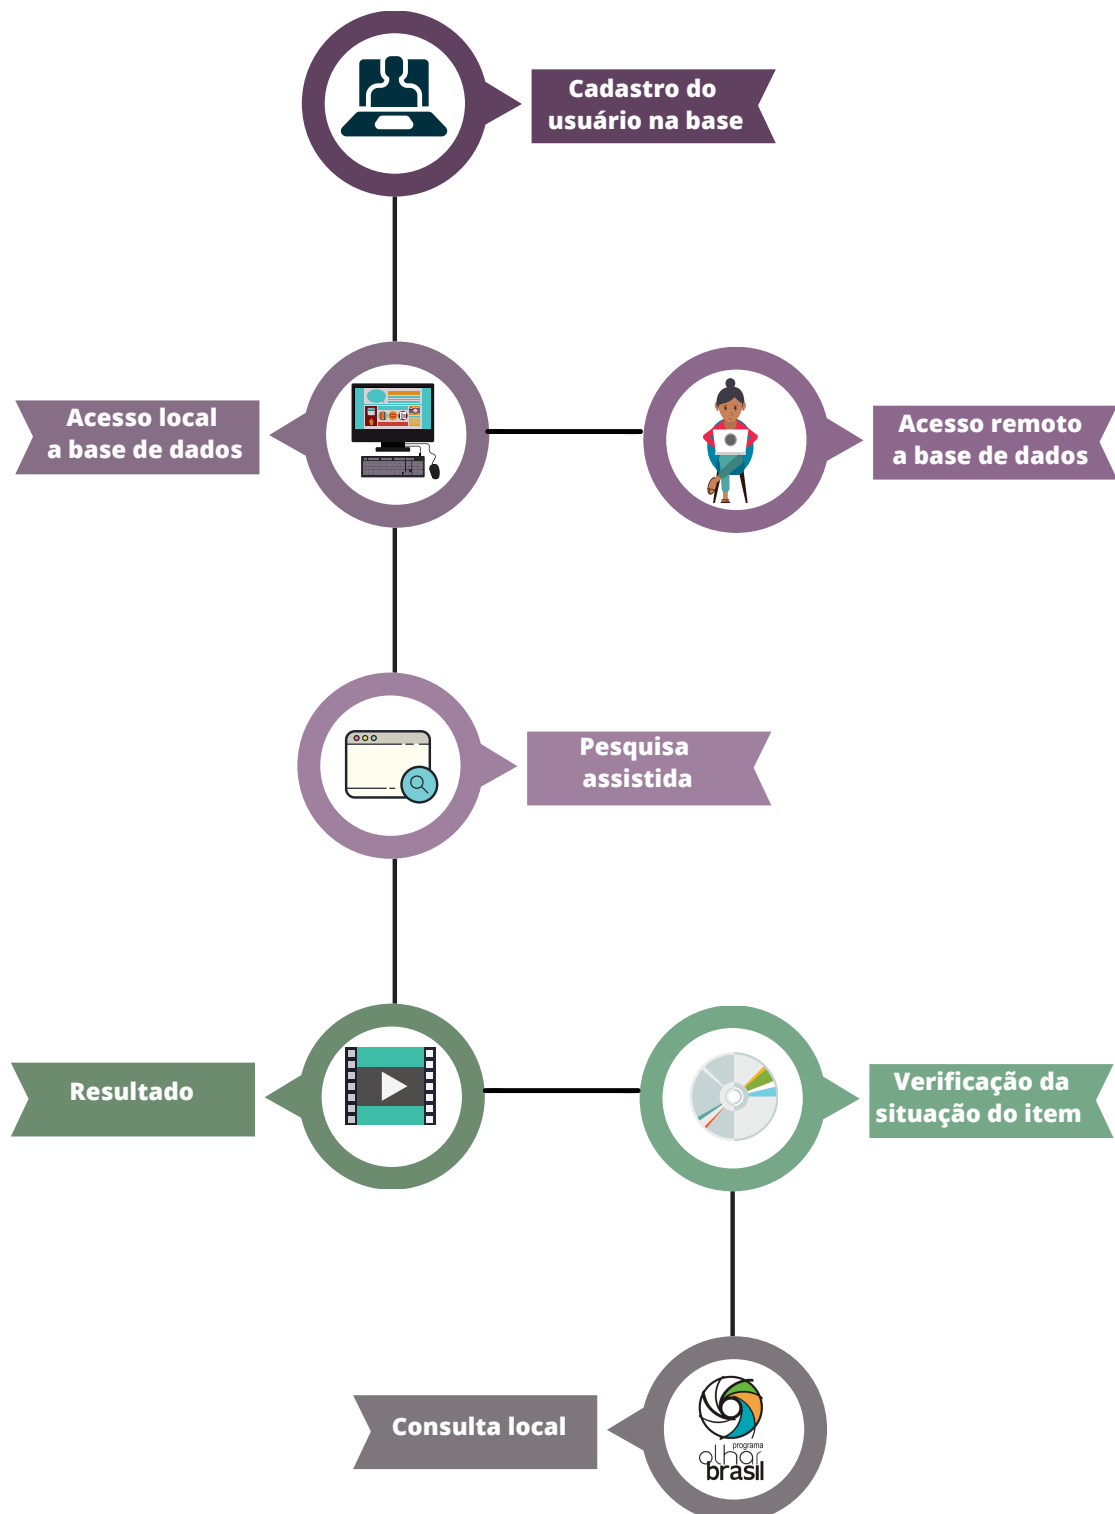 Cadastro do
usuário na base
Acesso local
a base de dados
Acesso remoto
a base de dados
Pesquisa
assistida
Resultado
Verificação da
situação do item
Consulta local
programa
olhar
brasil